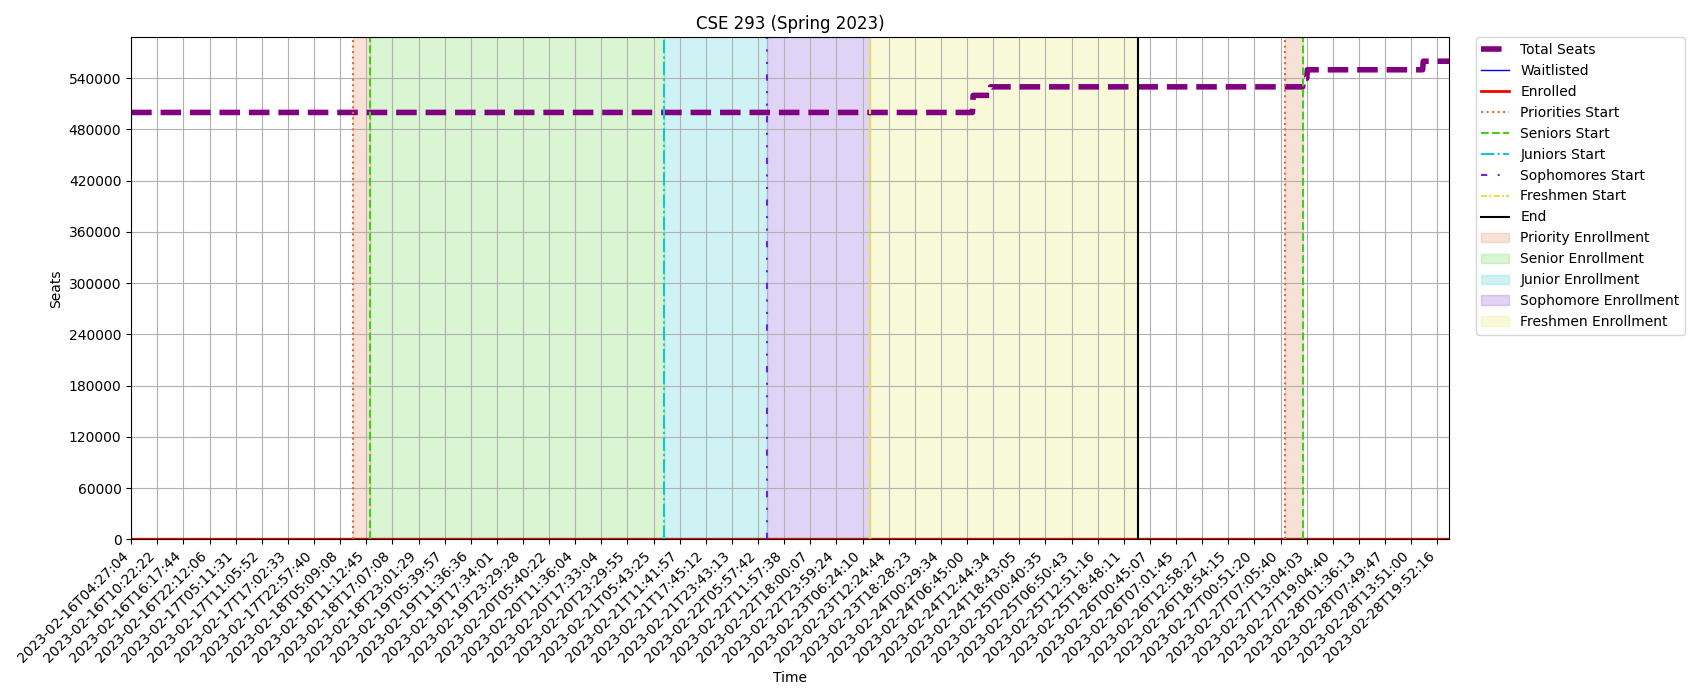 CSE 293 (Spring 2023)
Seats
540000
480000
420000
360000
300000
240000
180000
120000
60000
0
2023-02-16T04:27:04
2023-02-16T10:22:22
2023-02-16T16:17:44
2023-02-16T22:12:06
2023-02-17T05:11:31
2023-02-17T11:05:52
2023-02-17T17:02:33
2023-02-17T22:57:40
2023-02-18T05:09:08
2023-02-18T11:12:45
2023-02-18T17:07:08
2023-02-18T23:01:29
2023-02-19T05:39:57
2023-02-19T11:36:36
2023-02-19T17:34:01
2023-02-19T23:29:28
2023-02-20T05:40:22
2023-02-20T11:36:04
2023-02-20T17:33:04
2023-02-20T23:29:55
2023-02-21T05:43:25
2023-02-21T11:41:57
2023-02-21T17:45:12
2023-02-21T23:43:13
2023-02-22T05:57:42
2023-02-22T11:57:38
2023-02-22T18:00:07
2023-02-22T23:59:24
2023-02-23T06:24:10
2023-02-23T12:24:44
2023-02-23T18:28:23
2023-02-24T00:29:34
2023-02-24T06:45:00
2023-02-24T12:44:34
2023-02-24T18:43:05
2023-02-25T00:40:35
2023-02-25T06:50:43
2023-02-25T12:51:16
2023-02-25T18:48:11
2023-02-26T00:45:07
2023-02-26T07:01:45
2023-02-26T12:58:27
2023-02-26T18:54:15
2023-02-27T00:51:20
2023-02-27T07:05:40
2023-02-27T13:04:03
2023-02-27T19:04:40
2023-02-28T01:36:13
2023-02-28T07:49:47
2023-02-28T13:51:00
2023-02-28T19:52:16
Time
Total Seats
Waitlisted
Enrolled
Priorities Start
Seniors Start
Juniors Start
Sophomores Start
Freshmen Start
End
Priority Enrollment
Senior Enrollment
Junior Enrollment
Sophomore Enrollment
Freshmen Enrollment